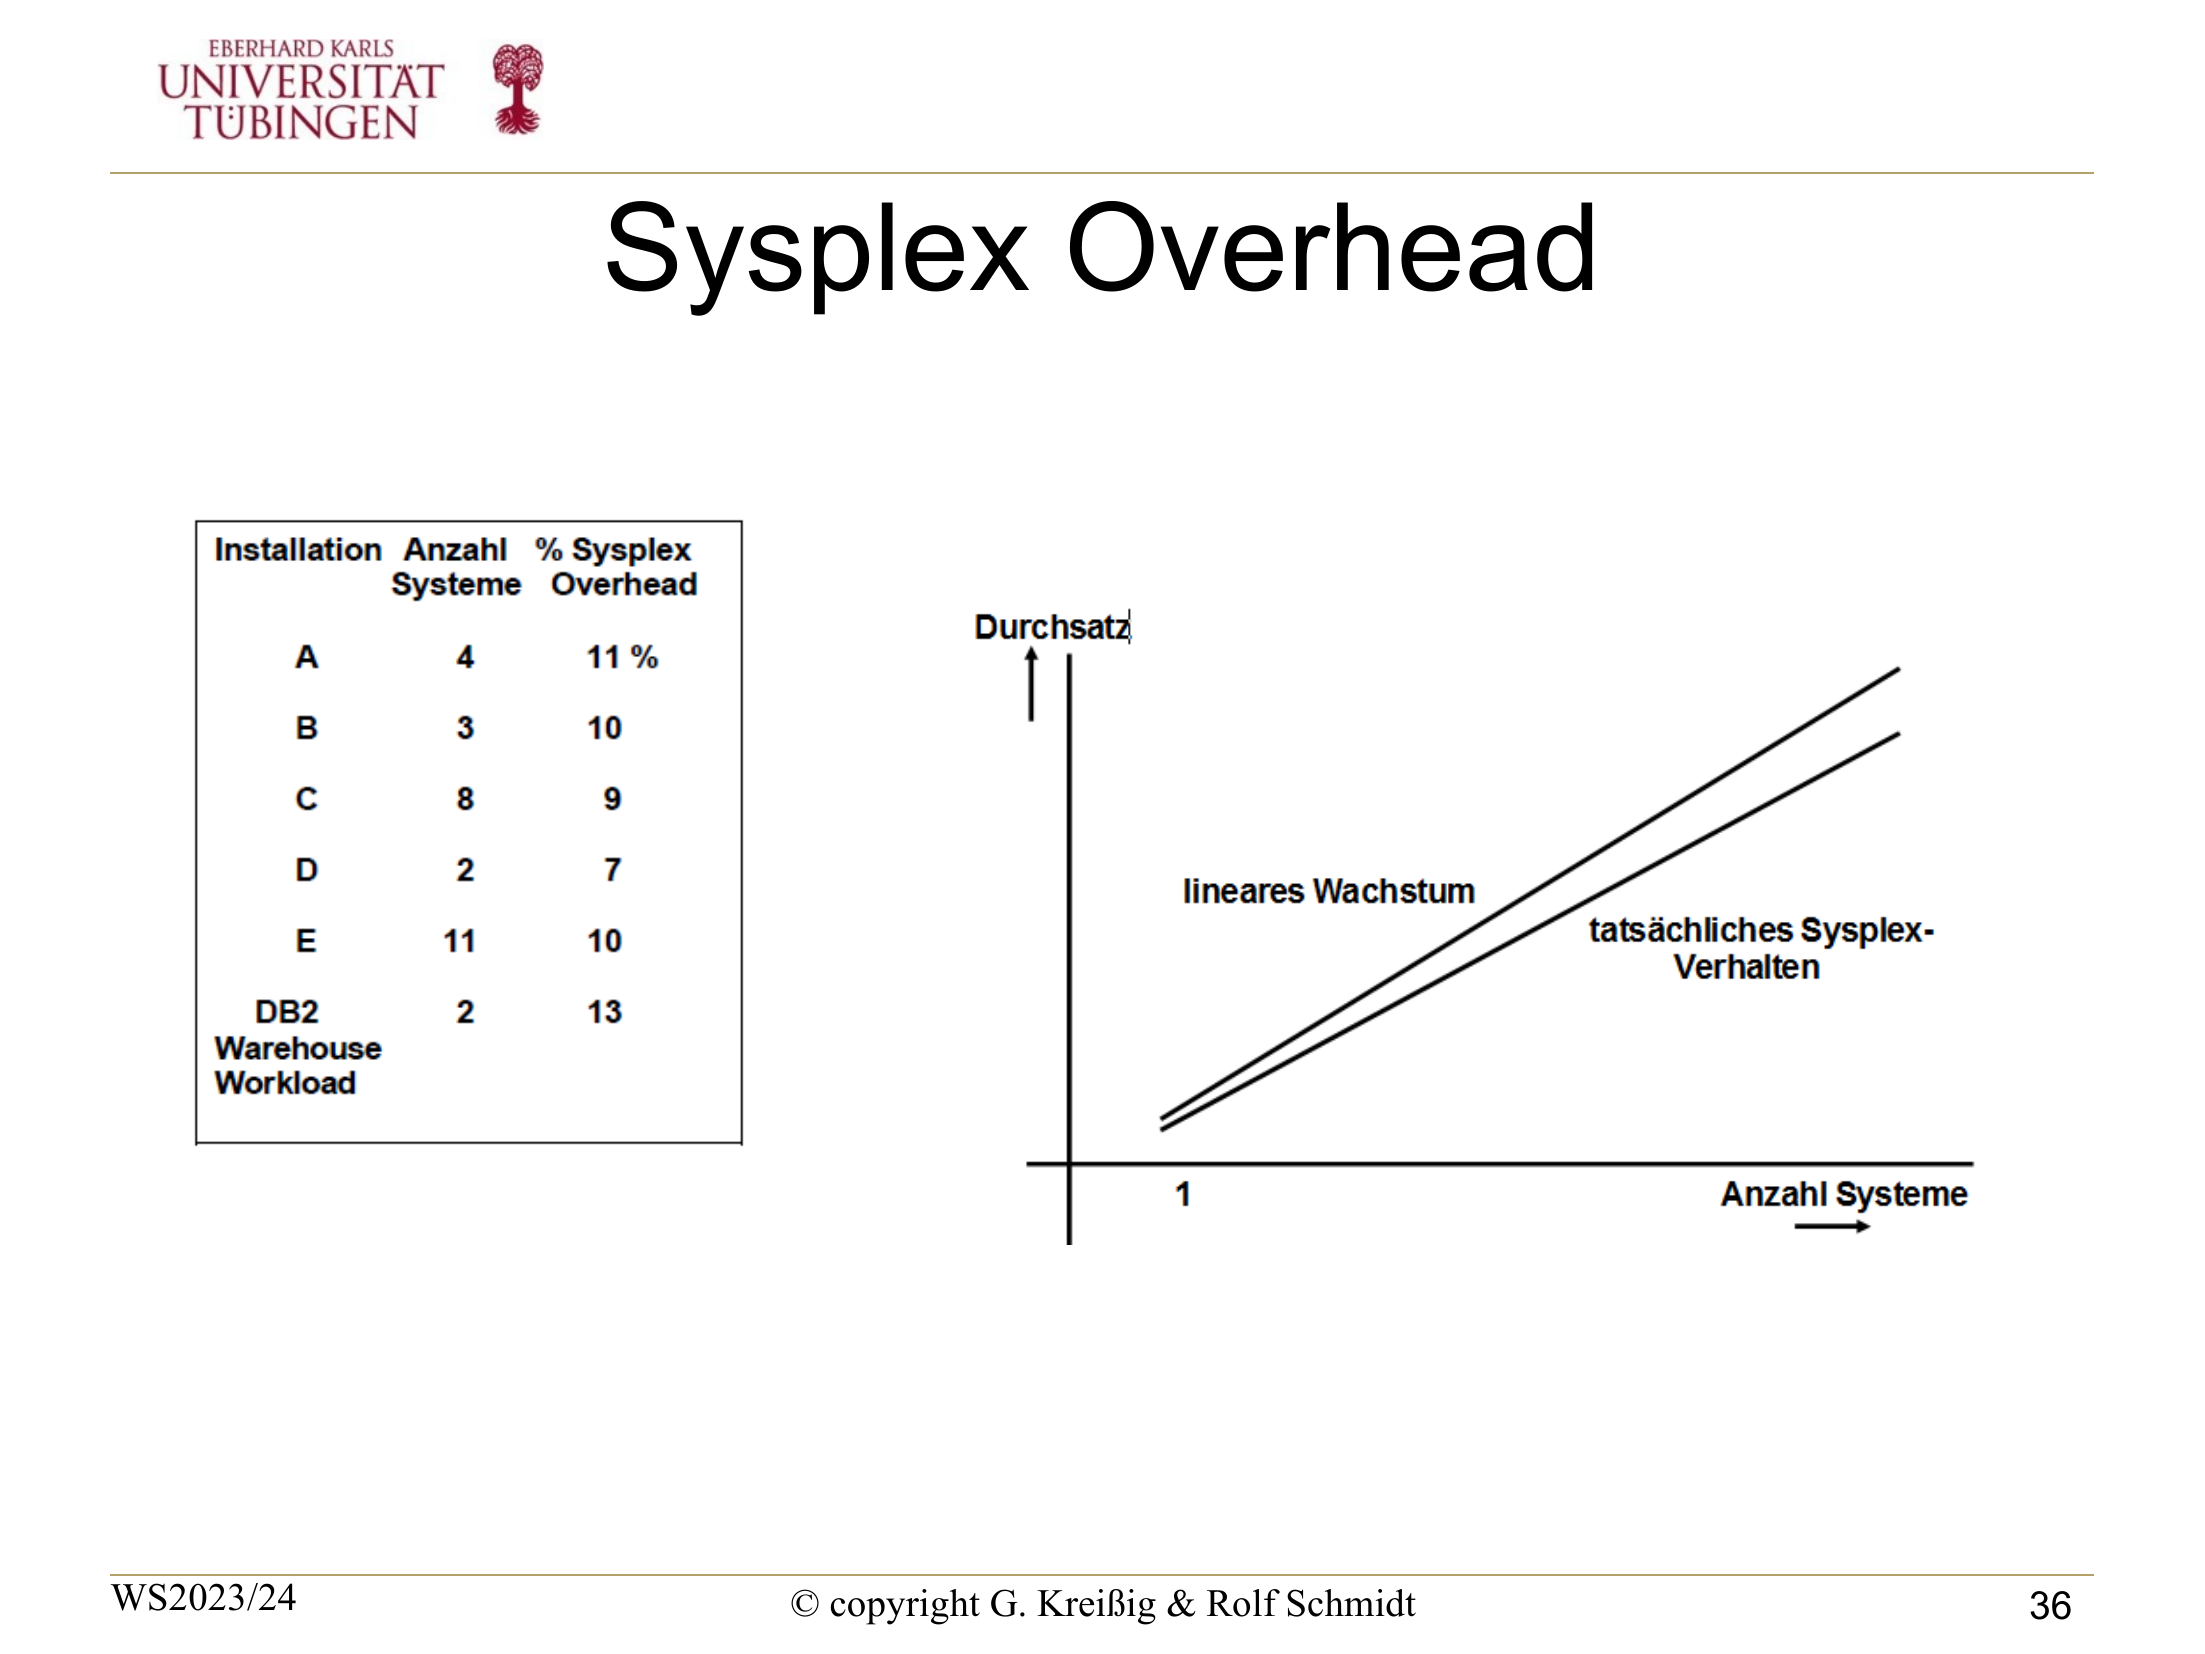 EBERHARD KARLS
UNIVERSITÄT
TÜBINGEN
Sysplex Overhead
Installation Anzahl % Sysplex
Systeme Overhead
A 4 11 %
B 3 10
C 8 9
D 2 7
E 11 10
DB2 2 13
Warehouse
Workload
Durchsatz
lineares Wachstum
tatsächliches Sysplex-
Verhalten
1
Anzahl Systeme
WS2023/24
© copyright G. Kreißig & Rolf Schmidt
36